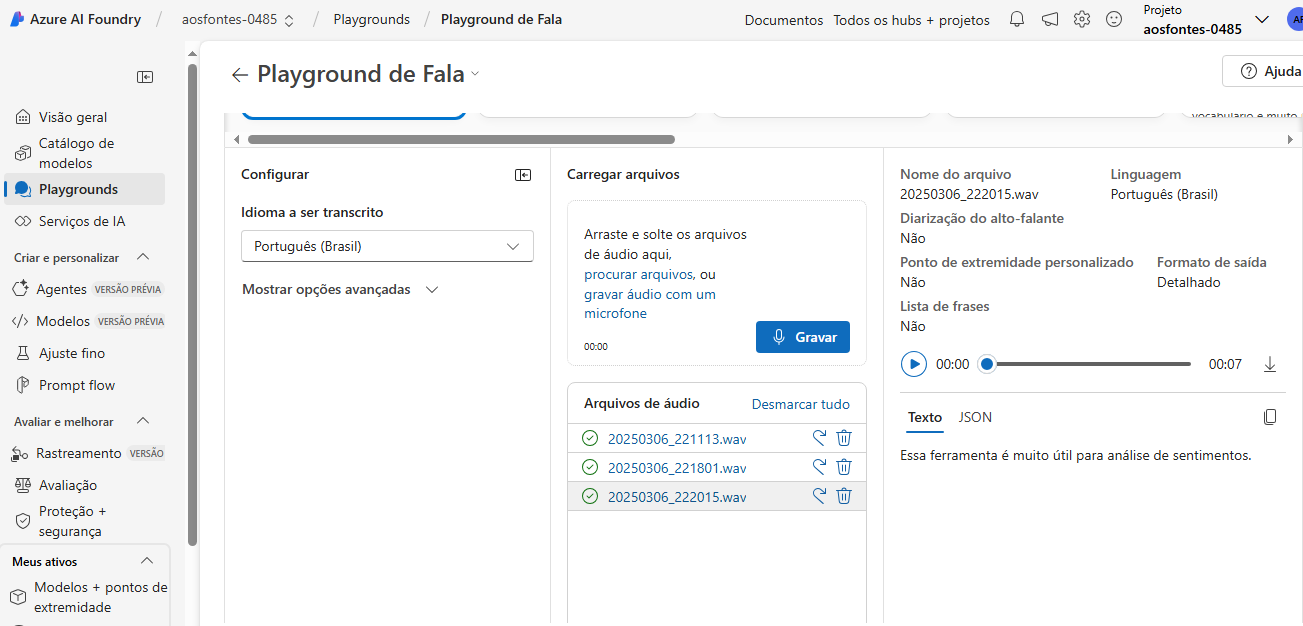 Azure AI Foundry / aosfontes-0485 / Playgrounds / Playground de Fala
Documentos Todos os hubs + projetos
Projeto
aosfontes-0485
AF
Visão geral
Catálogo de
modelos
Playgrounds
Serviços de IA
Criar e personalizar
Agentes VERSÃO PRÉVIA
Modelos VERSÃO PRÉVIA
Ajuste fino
Prompt flow
Avaliar e melhorar
Rastreamento VERSÃO
Avaliação
Proteção +
segurança
Meus ativos
Modelos + pontos de
extremidade
Playground de Fala
Ajuda
vocabulário é muito
Configurar
Idioma a ser transcrito
Português (Brasil)
Mostrar opções avançadas
Carregar arquivos
Arraste e solte os arquivos
de áudio aqui,
procurar arquivos, ou
gravar áudio com um
microfone
00:00
Gravar
Arquivos de áudio Desmarcar tudo
20250306_221113.wav
20250306_221801.wav
20250306_222015.wav
Nome do arquivo Linguagem
20250306_222015.wav Português (Brasil)
Diarização do alto-falante
Não
Ponto de extremidade personalizado Formato de saída
Não Detalhado
Lista de frases
Não
00:00 00:07
Texto JSON
Essa ferramenta é muito útil para análise de sentimentos.